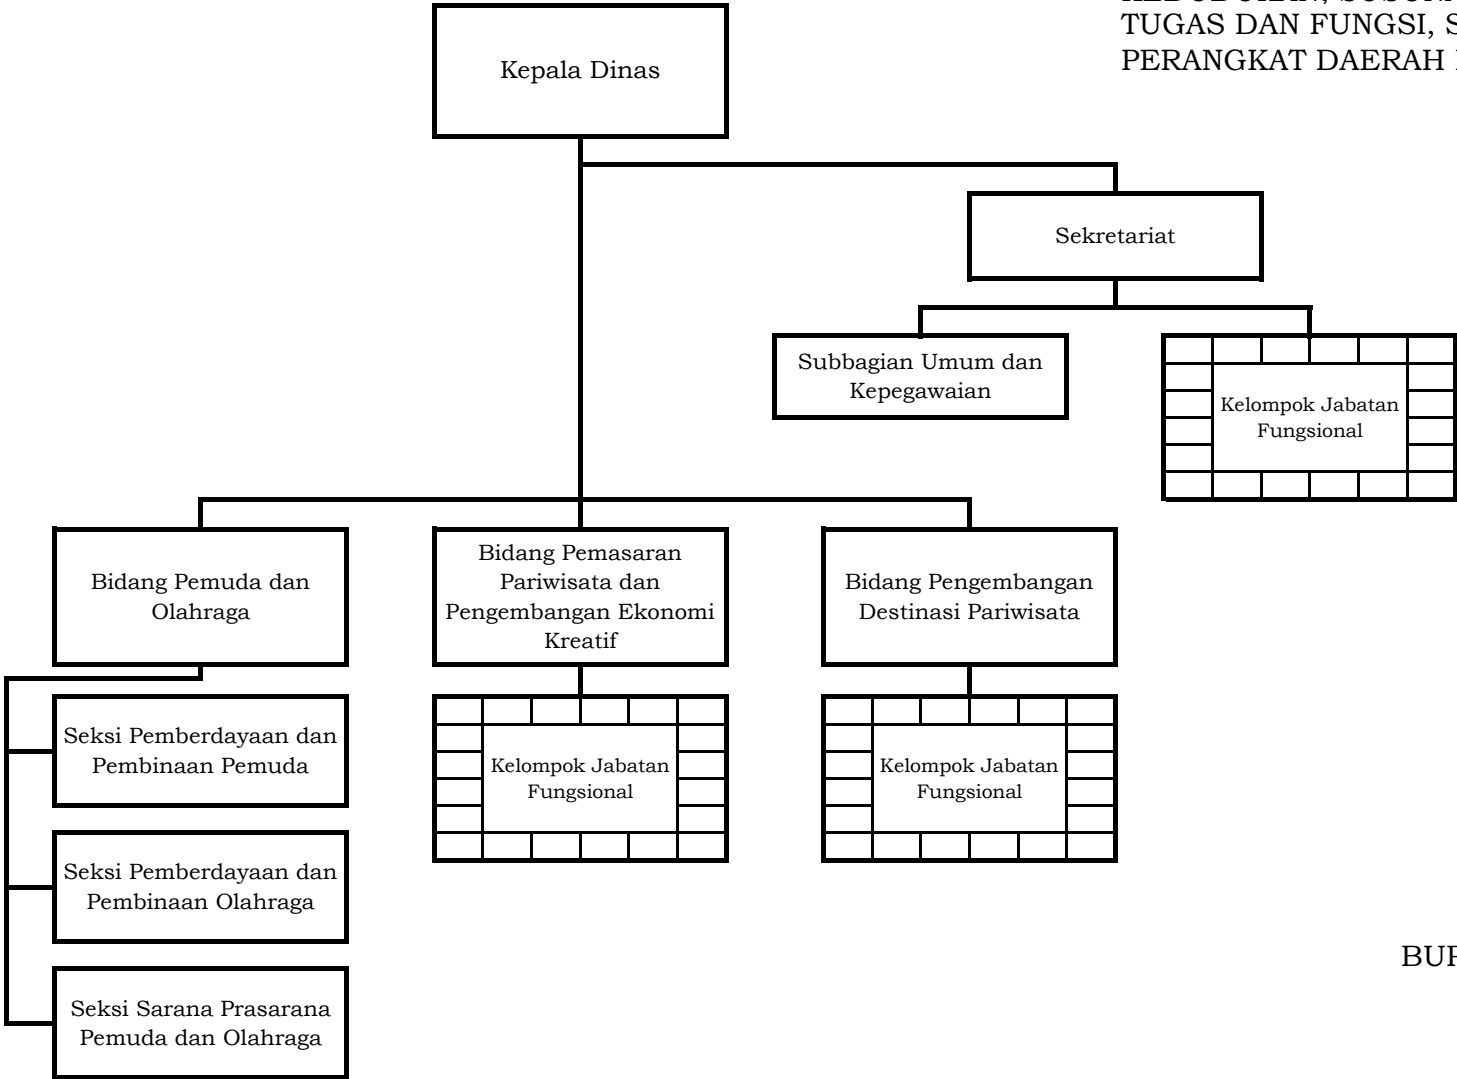 TUGAS DAN FUNGSI, S
PERANGKAT DAERAH
Kepala Dinas
Sekretariat
Subbagian Umum dan
Kepegawaian
Kelompok Jabatan
Fungsional
Bidang Pemuda dan
Olahraga
Bidang Pemasaran
Pariwisata dan
Pengembangan Ekonomi
Kreatif
Bidang Pengembangan
Destinasi Pariwisata
Seksi Pemberdayaan dan
Pembinaan Pemuda
Kelompok Jabatan
Fungsional
Kelompok Jabatan
Fungsional
Seksi Pemberdayaan dan
Pembinaan Olahraga
Seksi Sarana Prasarana
Pemuda dan Olahraga
BUP